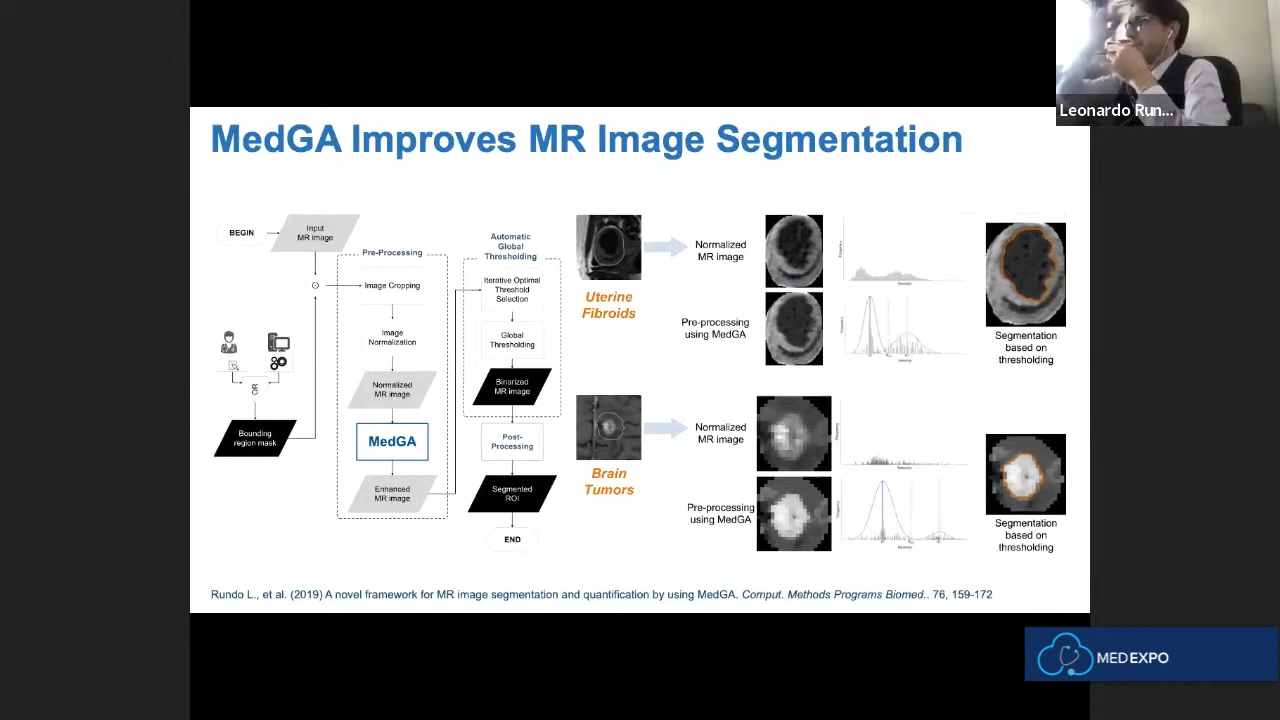 Leonardo Run...
MedGA Improves MR Image Segmentation
BEGIN
Input
MR image
Pre-Processing
Image Cropping
Image
Normalization
Normalized
MR image
MedGA
Enhanced
MR image
OR
Bounding
region mask
Automatic
Global
Thresholding
Iterative Optimal
Threshold
Selection
Global
Thresholding
Binarized
MR image
Post-
Processing
Segmented
ROI
END
Uterine
Fibroids
Normalized
MR image
Pre-processing
using MedGA
Segmentation
based on
thresholding
Brain
Tumors
Normalized
MR image
Pre-processing
using MedGA
Segmentation
based on
thresholding
Rundo L., et al. (2019) A novel framework for MR image segmentation and quantification by using MedGA. Comput. Methods Programs Biomed.. 76, 159-172
MEDEXPO